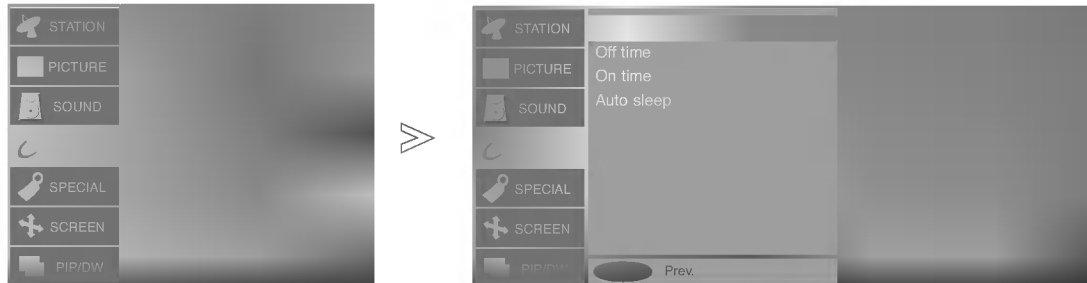 STATION
PICTURE
SOUND
SPECIAL
SCREEN
PIP/DW
STATION
PICTURE
SOUND
SPECIAL
SCREEN
PIP/DW
Off time
On time
Auto sleep
Prev.